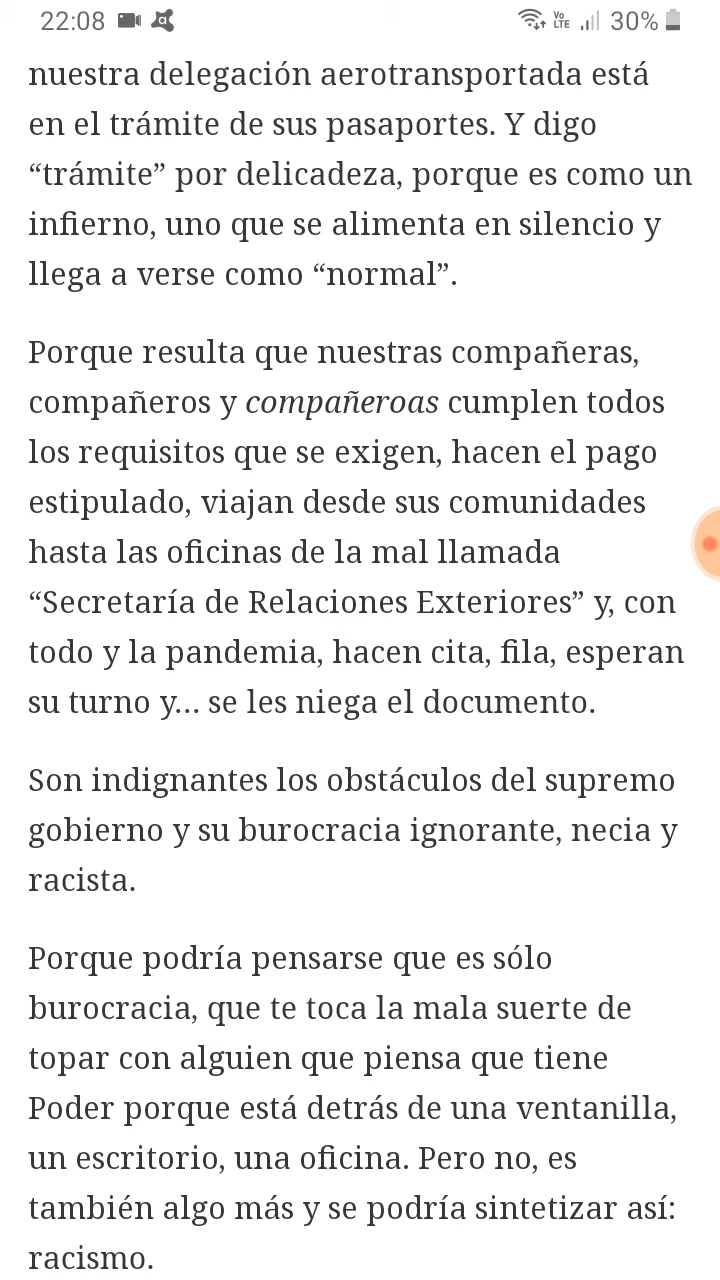 22:08 Vo LTE 30%
nuestra delegación aerotransportada está
en el trámite de sus pasaportes. Y digo
“trámite” por delicadeza, porque es como un
infierno, uno que se alimenta en silencio y
llega a verse como “normal”.
Porque resulta que nuestras compañeras,
compañeros y compañeroas cumplen todos
los requisitos que se exigen, hacen el pago
estipulado, viajan desde sus comunidades
hasta las oficinas de la mal llamada
“Secretaría de Relaciones Exteriores” y, con
todo y la pandemia, hacen cita, fila, esperan
su turno y… se les niega el documento.
Son indignantes los obstáculos del supremo
gobierno y su burocracia ignorante, necia y
racista.
Porque podría pensarse que es sólo
burocracia, que te toca la mala suerte de
topar con alguien que piensa que tiene
Poder porque está detrás de una ventanilla,
un escritorio, una oficina. Pero no, es
también algo más y se podría sintetizar así:
racismo.